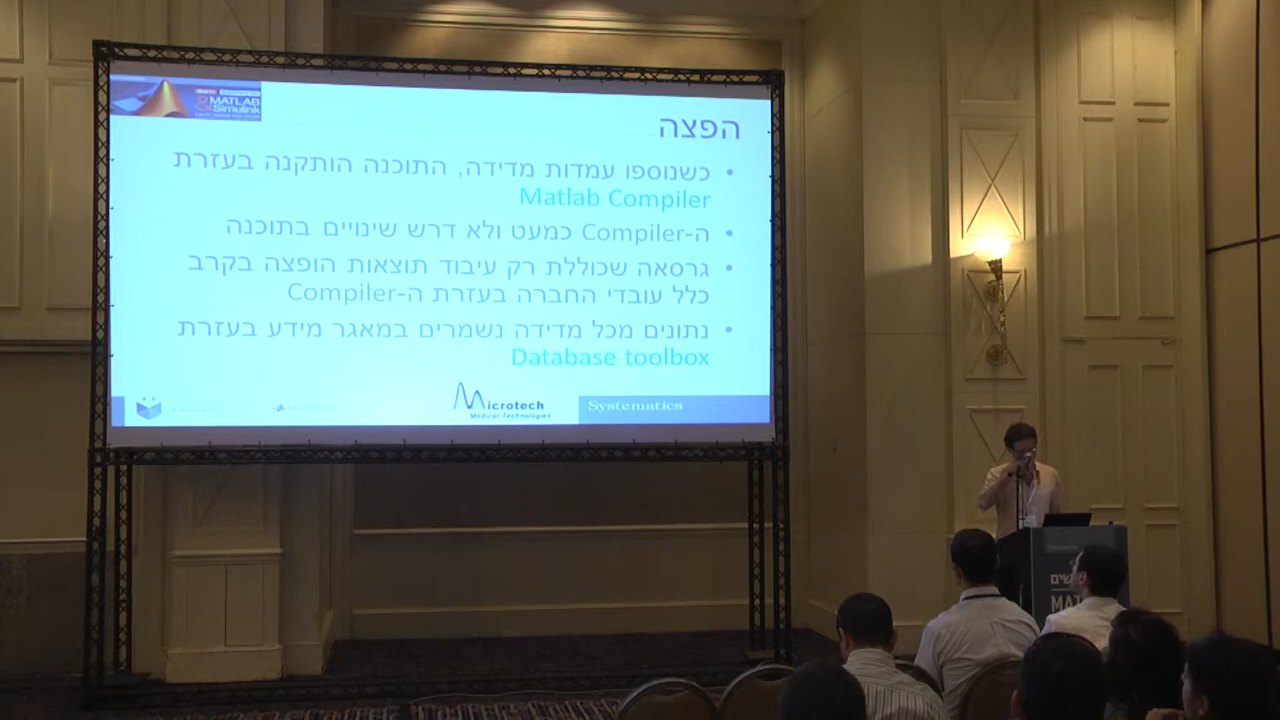 MATLAB
& Simulink
הפצה
• כשנוספו עמדות מדידה, התוכנה הותקנה בעזרת
Matlab Compiler
• ה-Compiler כמעט ולא דרש שינויים בתוכנה
• גרסאה שכוללת רק עיבוד תוצאות הופצה בקרב
כלל עובדי החברה בעזרת ה-Compiler
• נתונים מכל מדידה נשמרים במאגר מידע בעזרת
Database toolbox
Microtech
Medical Technologies
Systematics